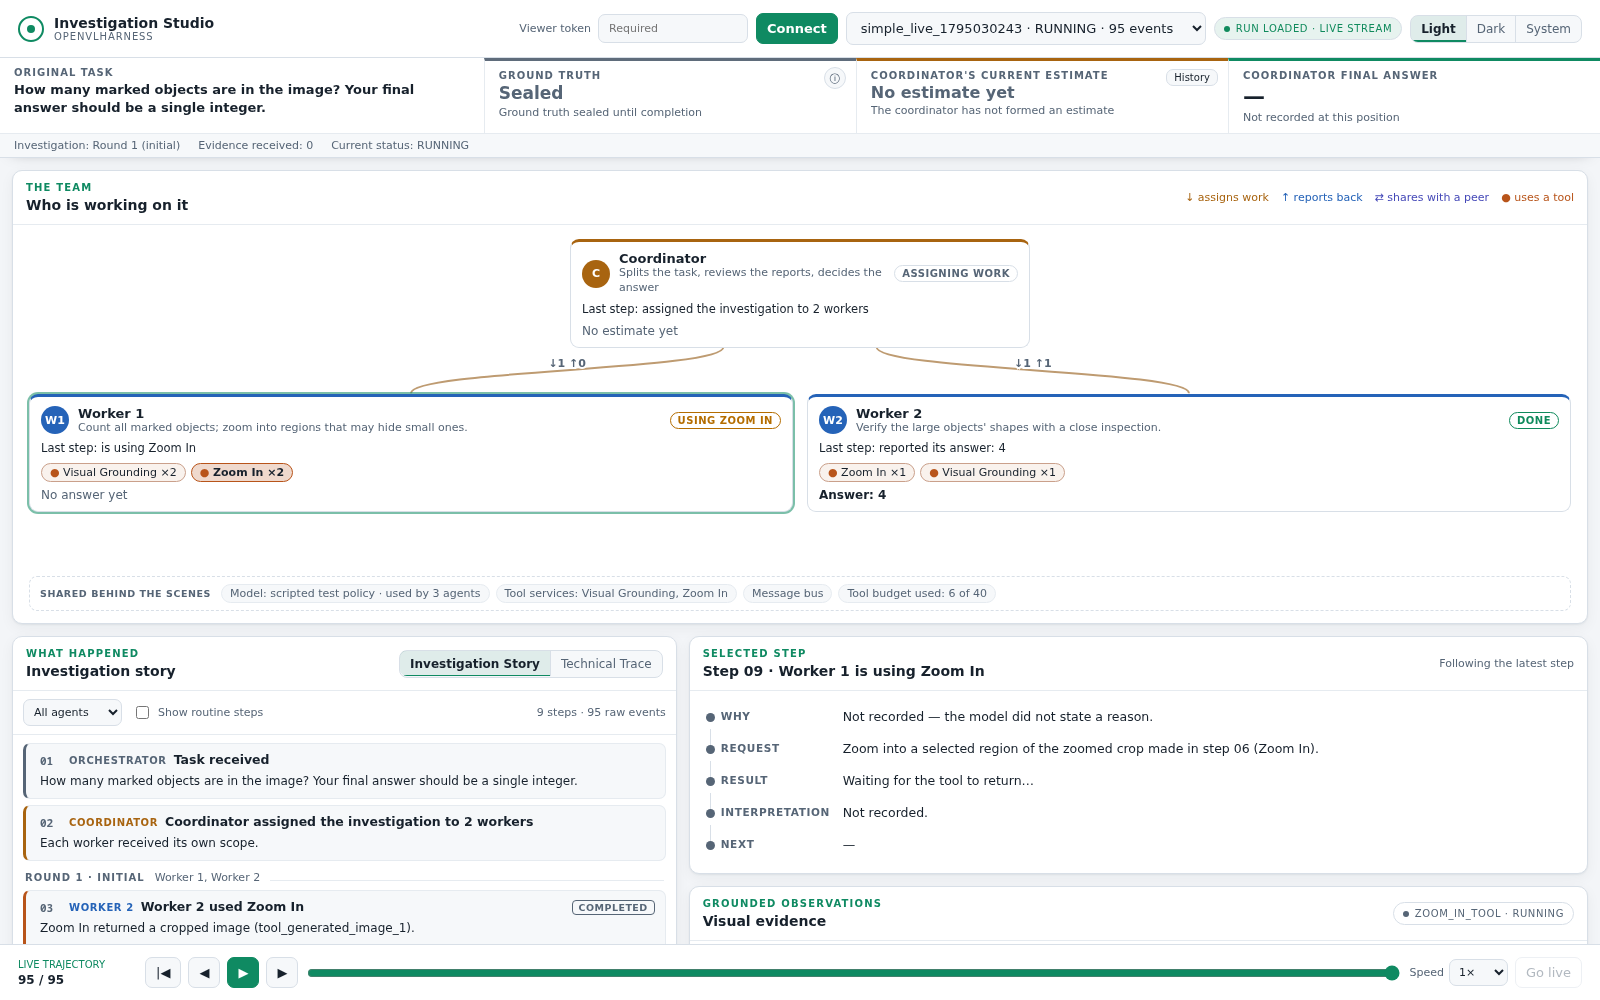 Investigation Studio
OPENVLHARNESS
Viewer token
Required
Connect
simple_live_1795030243 · RUNNING · 95 events
RUN LOADED · LIVE STREAM
Light
Dark
System
ORIGINAL TASK
How many marked objects are in the image? Your final
answer should be a single integer.
GROUND TRUTH
ⓘ
Sealed
Ground truth sealed until completion
COORDINATOR'S CURRENT ESTIMATE
History
No estimate yet
The coordinator has not formed an estimate
COORDINATOR FINAL ANSWER
—
Not recorded at this position
Investigation: Round 1 (initial)
Evidence received: 0
Current status: RUNNING
THE TEAM
Who is working on it
↓ assigns work
↑ reports back
⇄ shares with a peer
● uses a tool
C
Coordinator
Splits the task, reviews the reports, decides the
answer
ASSIGNING WORK
Last step: assigned the investigation to 2 workers
No estimate yet
↓1 ↑0
↓1 ↑1
W1
Worker 1
Count all marked objects; zoom into regions that may hide small ones.
USING ZOOM IN
Last step: is using Zoom In
● Visual Grounding ×2
● Zoom In ×2
No answer yet
W2
Worker 2
Verify the large objects' shapes with a close inspection.
DONE
Last step: reported its answer: 4
● Zoom In ×1
● Visual Grounding ×1
Answer: 4
SHARED BEHIND THE SCENES
Model: scripted test policy · used by 3 agents
Tool services: Visual Grounding, Zoom In
Message bus
Tool budget used: 6 of 40
WHAT HAPPENED
Investigation story
Investigation Story
Technical Trace
All agents
Show routine steps
9 steps · 95 raw events
01 ORCHESTRATOR Task received
How many marked objects are in the image? Your final answer should be a single integer.
02 COORDINATOR Coordinator assigned the investigation to 2 workers
Each worker received its own scope.
ROUND 1 · INITIAL Worker 1, Worker 2
03 WORKER 2 Worker 2 used Zoom In
COMPLETED
Zoom In returned a cropped image (tool_generated_image_1).
SELECTED STEP
Step 09 · Worker 1 is using Zoom In
Following the latest step
WHY Not recorded — the model did not state a reason.
REQUEST Zoom into a selected region of the zoomed crop made in step 06 (Zoom In).
RESULT Waiting for the tool to return…
INTERPRETATION Not recorded.
NEXT —
GROUNDED OBSERVATIONS
Visual evidence
ZOOM_IN_TOOL · RUNNING
LIVE TRAJECTORY
95 / 95
Speed
1×
Go live